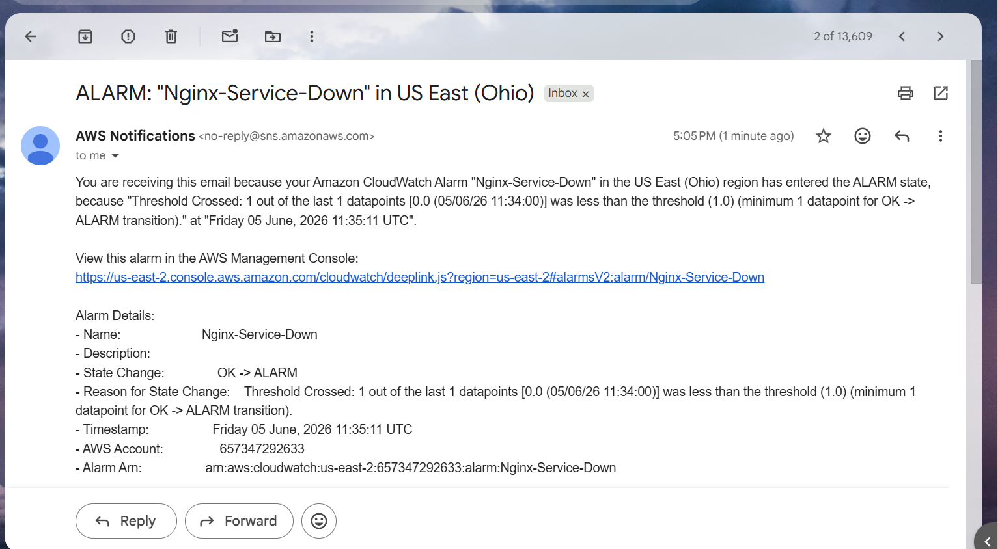 2 of 13,609
ALARM: "Nginx-Service-Down" in US East (Ohio) Inbox ×
AWS Notifications <no-reply@sns.amazonaws.com> 5:05 PM (1 minute ago)
to me
You are receiving this email because your Amazon CloudWatch Alarm "Nginx-Service-Down" in the US East (Ohio) region has entered the ALARM state,
because "Threshold Crossed: 1 out of the last 1 datapoints [0.0 (05/06/26 11:34:00)] was less than the threshold (1.0) (minimum 1 datapoint for OK ->
ALARM transition)." at "Friday 05 June, 2026 11:35:11 UTC".
View this alarm in the AWS Management Console:
https://us-east-2.console.aws.amazon.com/cloudwatch/deeplink.js?region=us-east-2#alarmsV2:alarm/Nginx-Service-Down
Alarm Details:
- Name: Nginx-Service-Down
- Description:
- State Change: OK -> ALARM
- Reason for State Change: Threshold Crossed: 1 out of the last 1 datapoints [0.0 (05/06/26 11:34:00)] was less than the threshold (1.0) (minimum 1
datapoint for OK -> ALARM transition).
- Timestamp: Friday 05 June, 2026 11:35:11 UTC
- AWS Account: 657347292633
- Alarm Arn: arn:aws:cloudwatch:us-east-2:657347292633:alarm:Nginx-Service-Down
Reply Forward